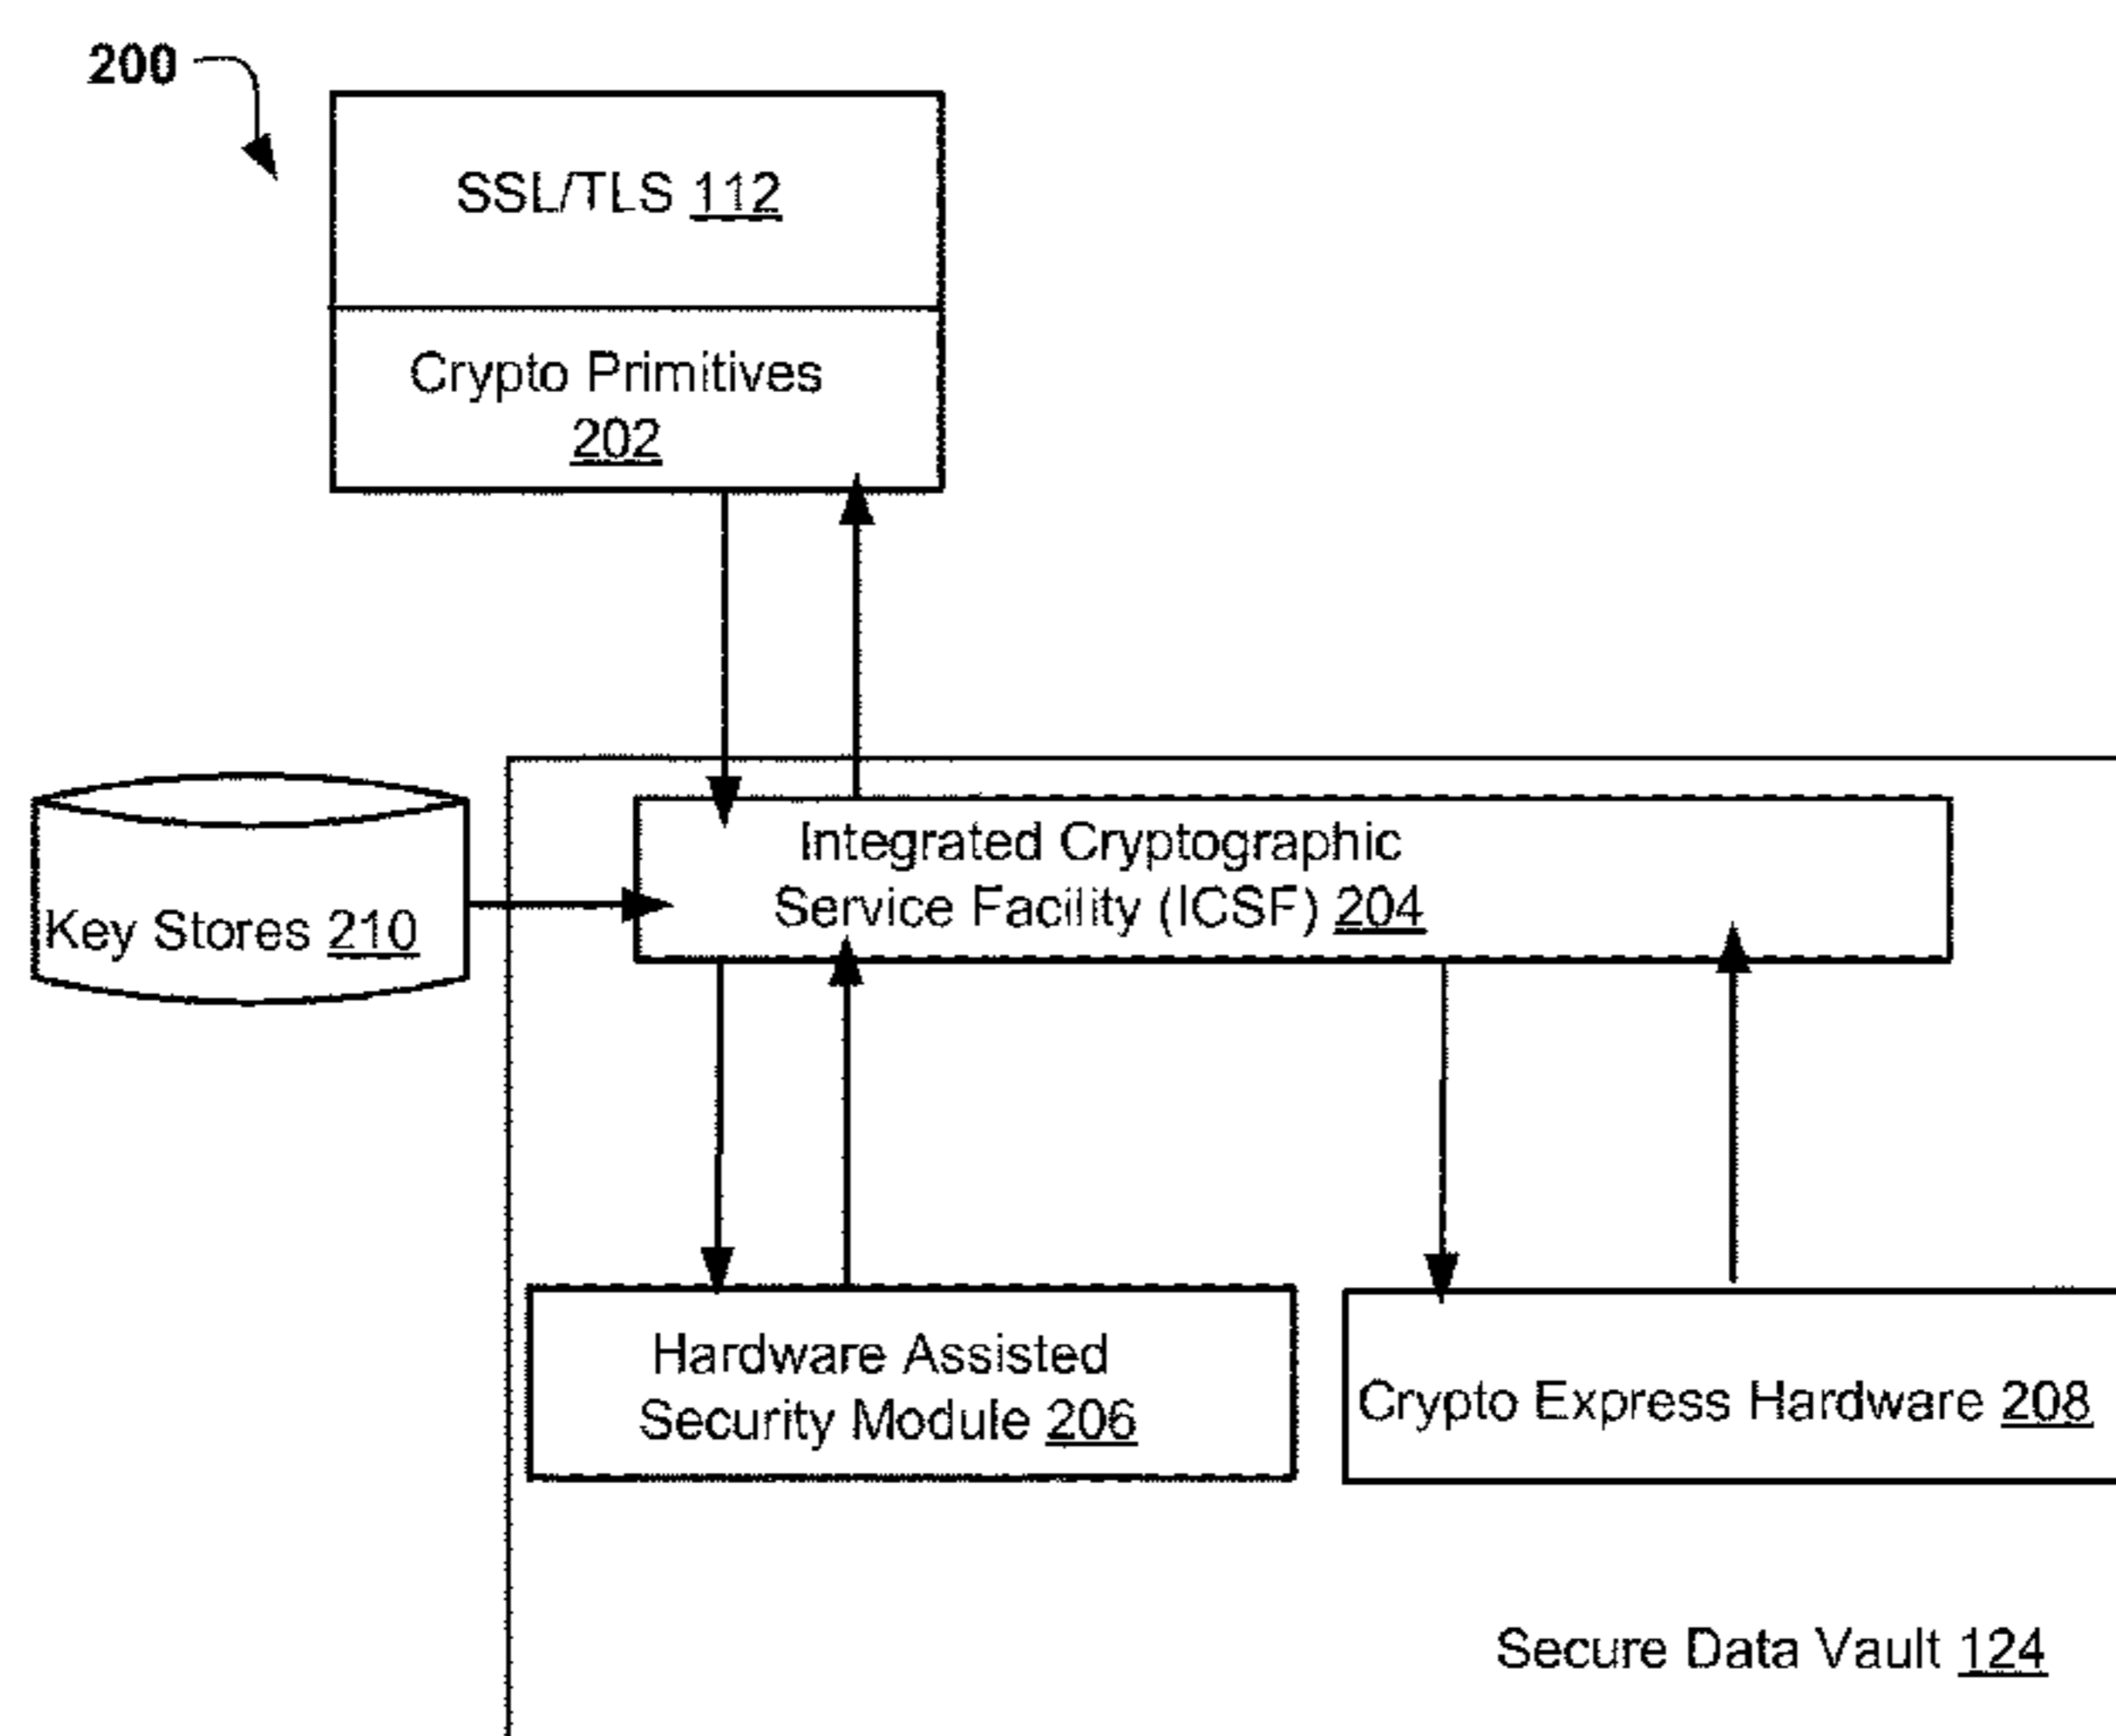 200
SSL/TLS 112
Crypto Primitives
202
Integrated Cryptographic
Service Facility (ICSF) 204
Key Stores 210
Hardware Assisted
Security Module 206
Crypto Express Hardware 208
Secure Data Vault 124